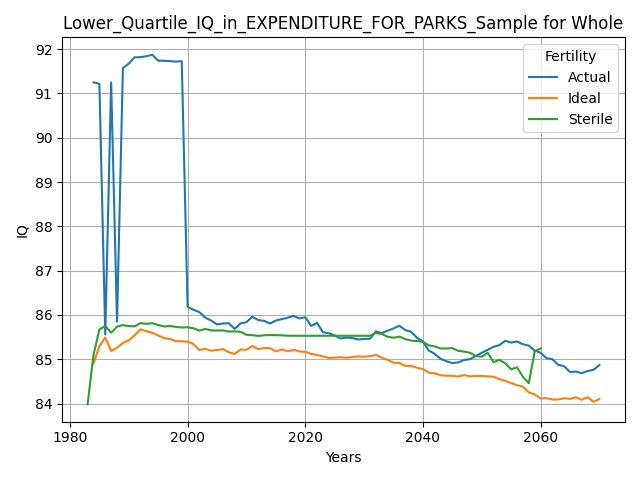 Lower_Quartile_IQ_in_EXPENDITURE_FOR_PARKS_Sample for Whole
Fertility
Actual
Ideal
Sterile
92
91
90
89
88
87
86
85
84
IQ
1980
2000
2020
2040
2060
Years